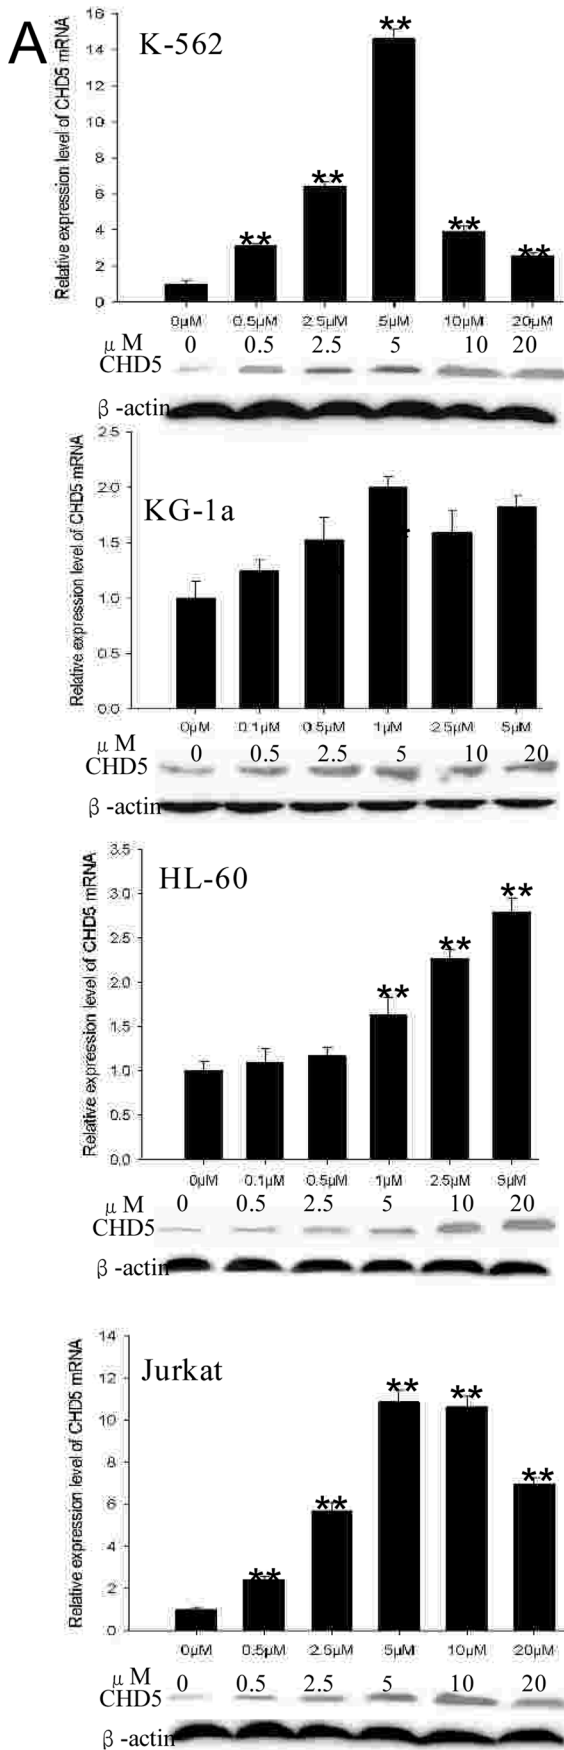 A
K-562
Relative expression level of CHD5 mRNA
16
14
12
10
8
6
4
2
0
**
**
**
**
**
0µM 0.5µM 2.5µM 5µM 10µM 20µM
μ M 0 0.5 2.5 5 10 20
CHD5
β -actin
KG-1a
Relative expression level of CHD5 mRNA
2.5
2.0
1.5
1.0
0.5
0.0
0µM 0.1µM 0.5µM 1µM 2.5µM 5µM
μ M 0 0.5 2.5 5 10 20
CHD5
β -actin
HL-60
Relative expression level of CHD5 mRNA
3.5
3.0
2.5
2.0
1.5
1.0
0.5
0.0
**
**
**
0µM 0.1µM 0.5µM 1µM 2.5µM 5µM
μ M 0 0.5 2.5 5 10 20
CHD5
β -actin
Jurkat
Relative expression level of CHD5 mRNA
14
12
10
8
6
4
2
0
**
**
**
**
**
0µM 0.5µM 2.5µM 5µM 10µM 20µM
μ M 0 0.5 2.5 5 10 20
CHD5
β -actin